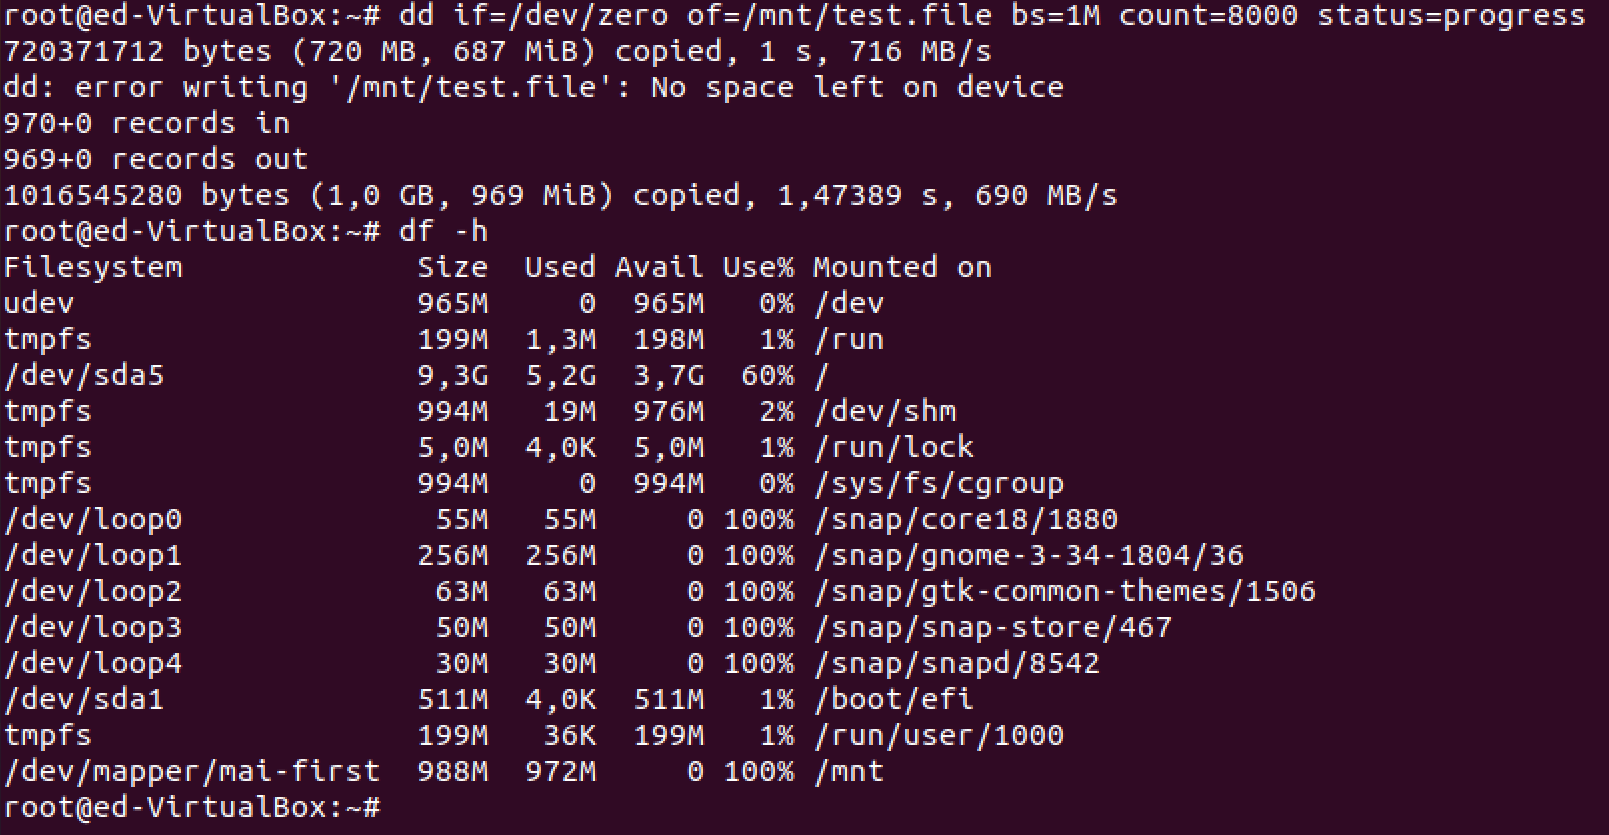 root@ed-VirtualBox:~# dd if=/dev/zero of=/mnt/test.file bs=1M count=8000 status=progress
720371712 bytes (720 MB, 687 MiB) copied, 1 s, 716 MB/s
dd: error writing '/mnt/test.file': No space left on device
970+0 records in
969+0 records out
1016545280 bytes (1,0 GB, 969 MiB) copied, 1,47389 s, 690 MB/s
root@ed-VirtualBox:~# df -h
Filesystem             Size  Used Avail Use% Mounted on
udev                   965M     0  965M   0% /dev
tmpfs                  199M  1,3M  198M   1% /run
/dev/sda5              9,3G  5,2G  3,7G  60% /
tmpfs                  994M   19M  976M   2% /dev/shm
tmpfs                  5,0M  4,0K  5,0M   1% /run/lock
tmpfs                  994M     0  994M   0% /sys/fs/cgroup
/dev/loop0              55M   55M     0 100% /snap/core18/1880
/dev/loop1             256M  256M     0 100% /snap/gnome-3-34-1804/36
/dev/loop2              63M   63M     0 100% /snap/gtk-common-themes/1506
/dev/loop3              50M   50M     0 100% /snap/snap-store/467
/dev/loop4              30M   30M     0 100% /snap/snapd/8542
/dev/sda1              511M  4,0K  511M   1% /boot/efi
tmpfs                  199M   36K  199M   1% /run/user/1000
/dev/mapper/mai-first  988M  972M     0 100% /mnt
root@ed-VirtualBox:~#